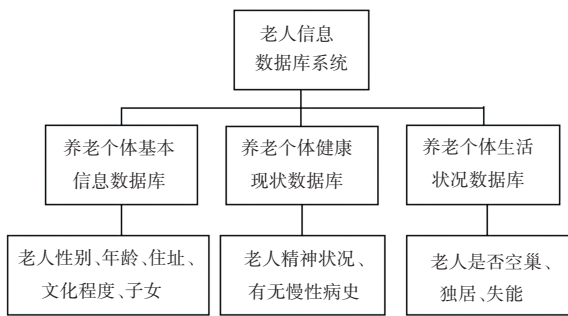 老人信息
数据库系统
养老个体基本
信息数据库
养老个体健康
现状数据库
养老个体生活
状况数据库
老人性别、年龄、住址、
文化程度、子女
老人精神状况、
有无慢性病史
老人是否空巢、
独居、失能